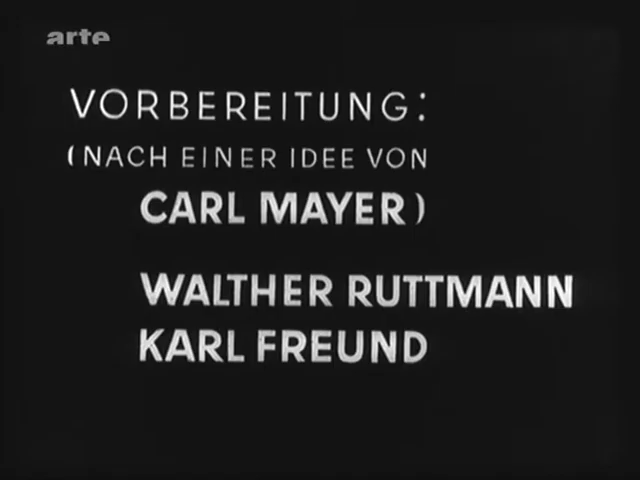 arte
VORBEREITUNG:
(NACH EINER IDEE VON
CARL MAYER)
WALTHER RUTTMANN
KARL FREUND